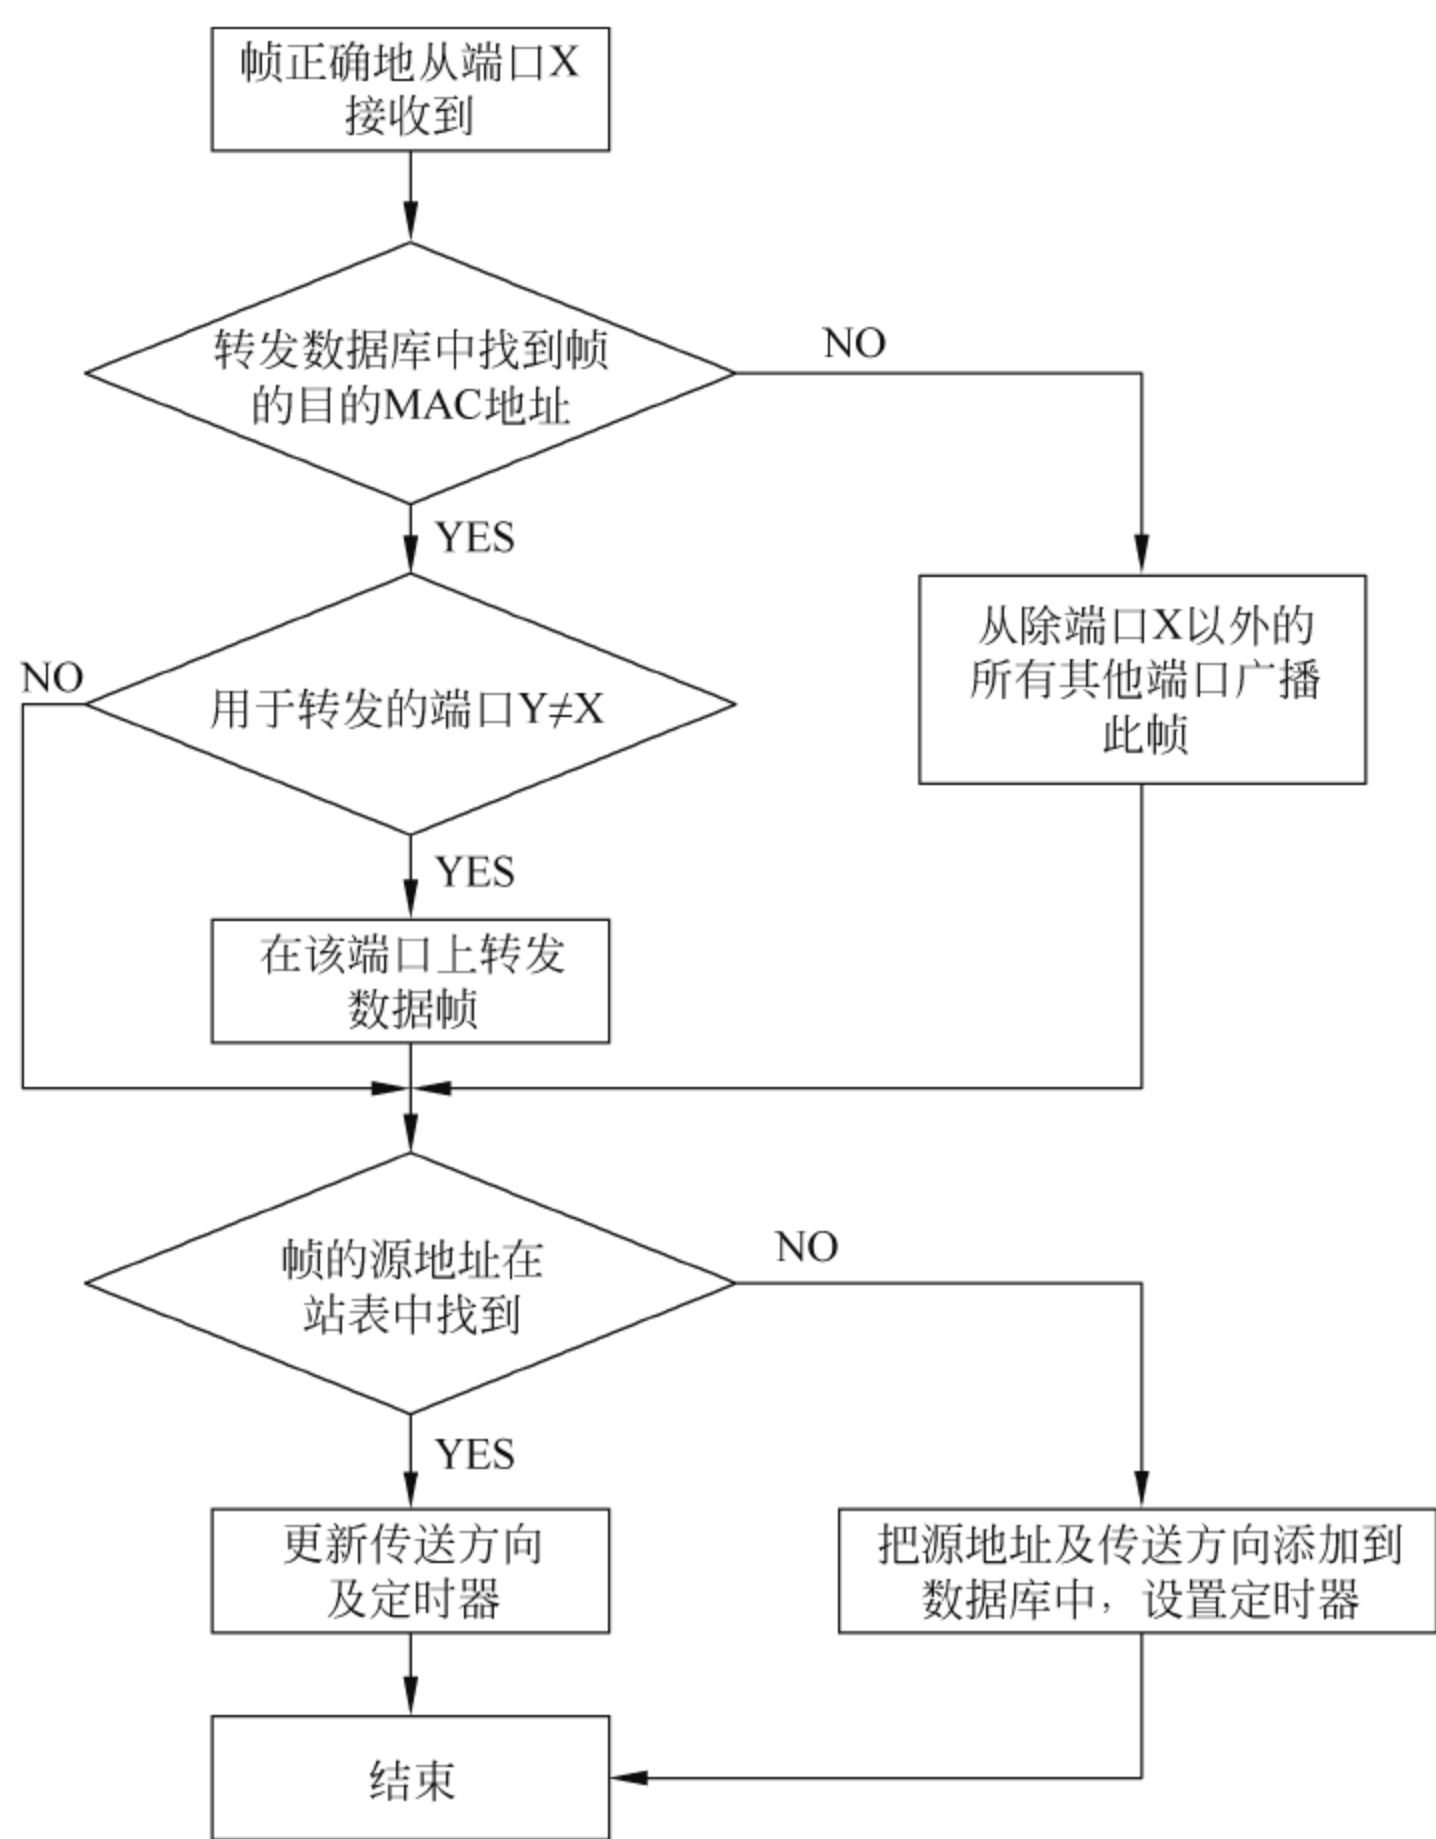 帧正确地从端口X
接收到
转发数据库中找到帧
的目的MAC地址
NO
YES
用于转发的端口Y≠X
NO
从除端口X以外的
所有其他端口广播
此帧
YES
在该端口上转发
数据帧
帧的源地址在
站表中找到
NO
YES
更新传送方向
及定时器
把源地址及传送方向添加到
数据库中，设置定时器
结束